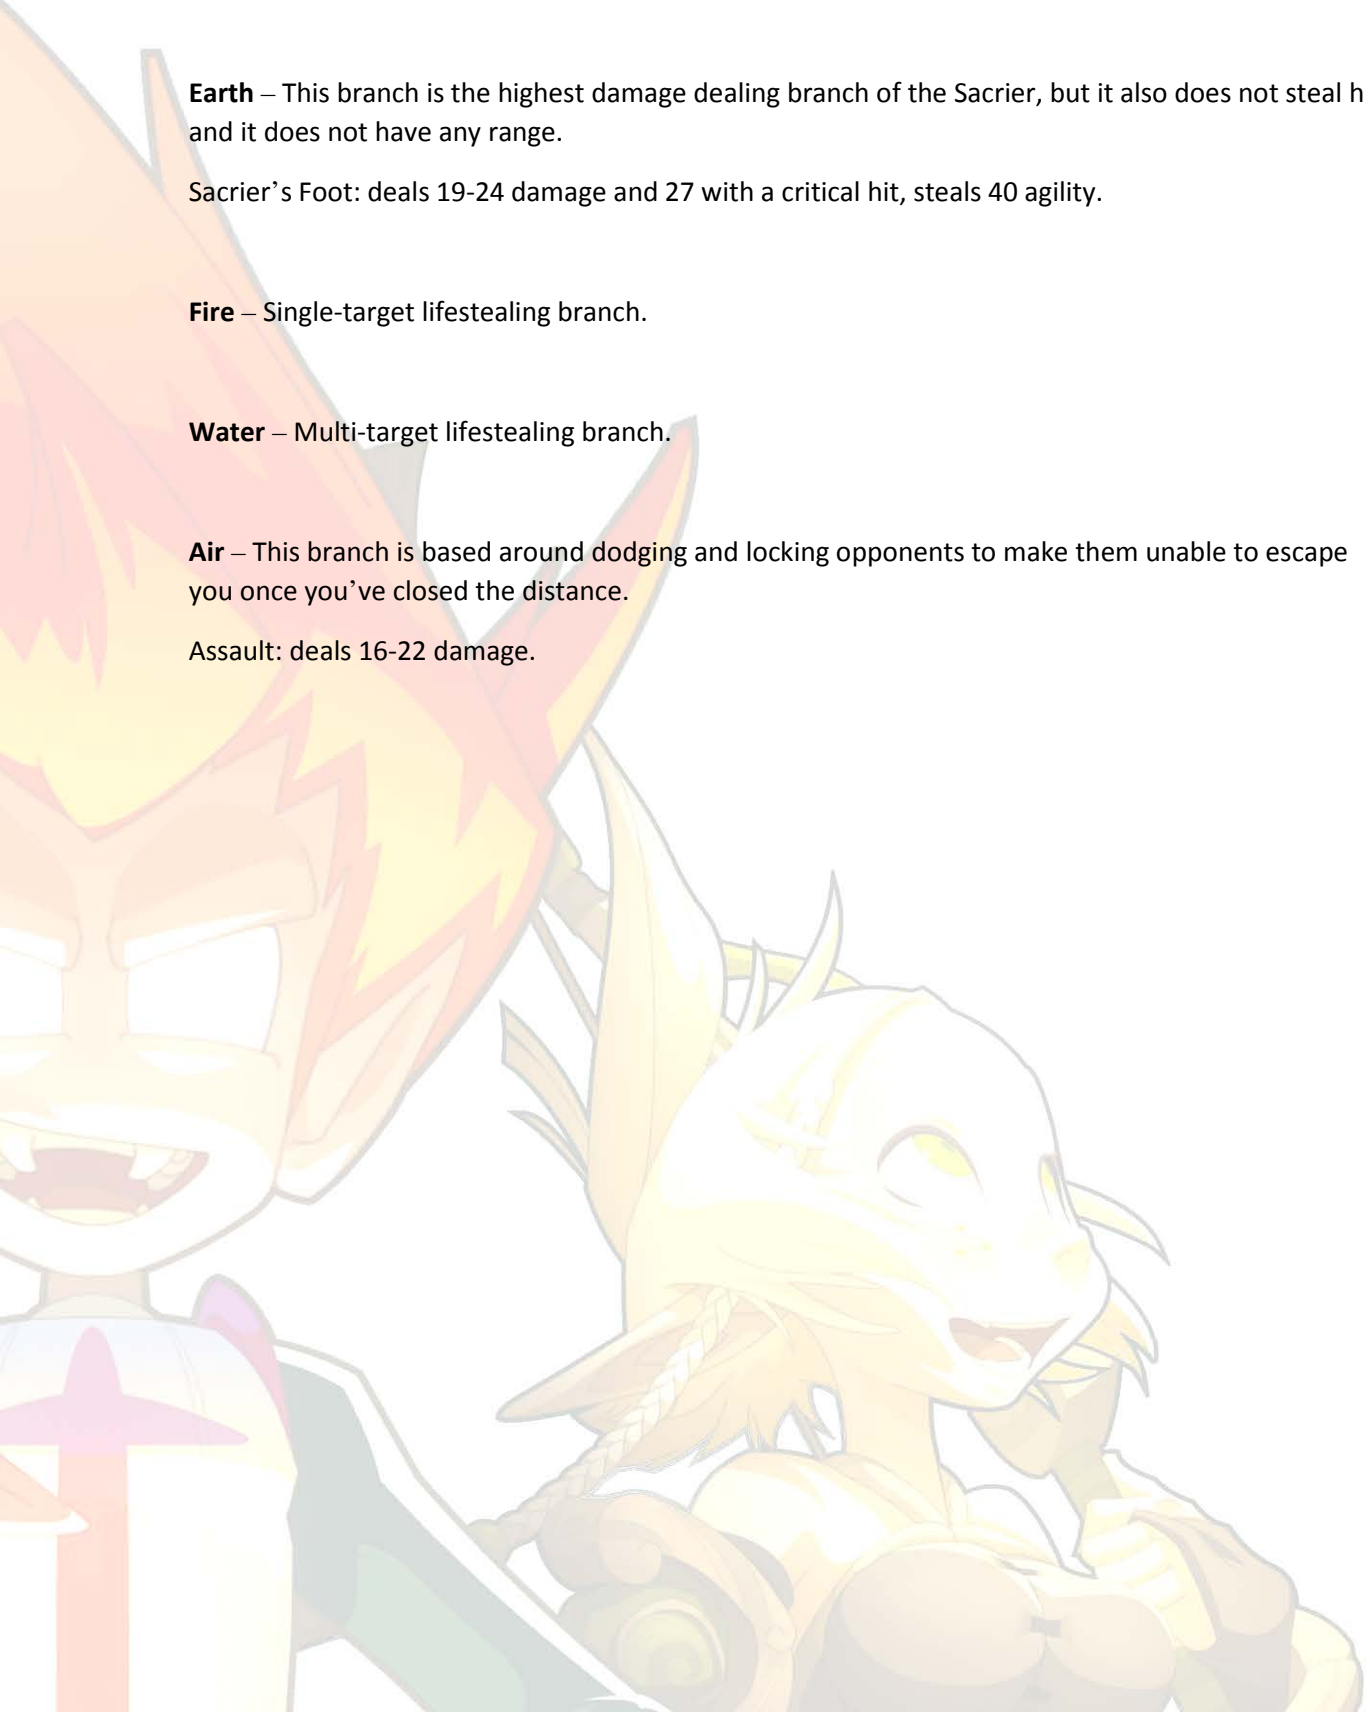 Earth – This branch is the highest damage dealing branch of the Sacrier, but it also does not steal h
and it does not have any range.
Sacrier’s Foot: deals 19-24 damage and 27 with a critical hit, steals 40 agility.
Fire – Single-target lifestealing branch.
Water – Multi-target lifestealing branch.
Air – This branch is based around dodging and locking opponents to make them unable to escape
you once you’ve closed the distance.
Assault: deals 16-22 damage.